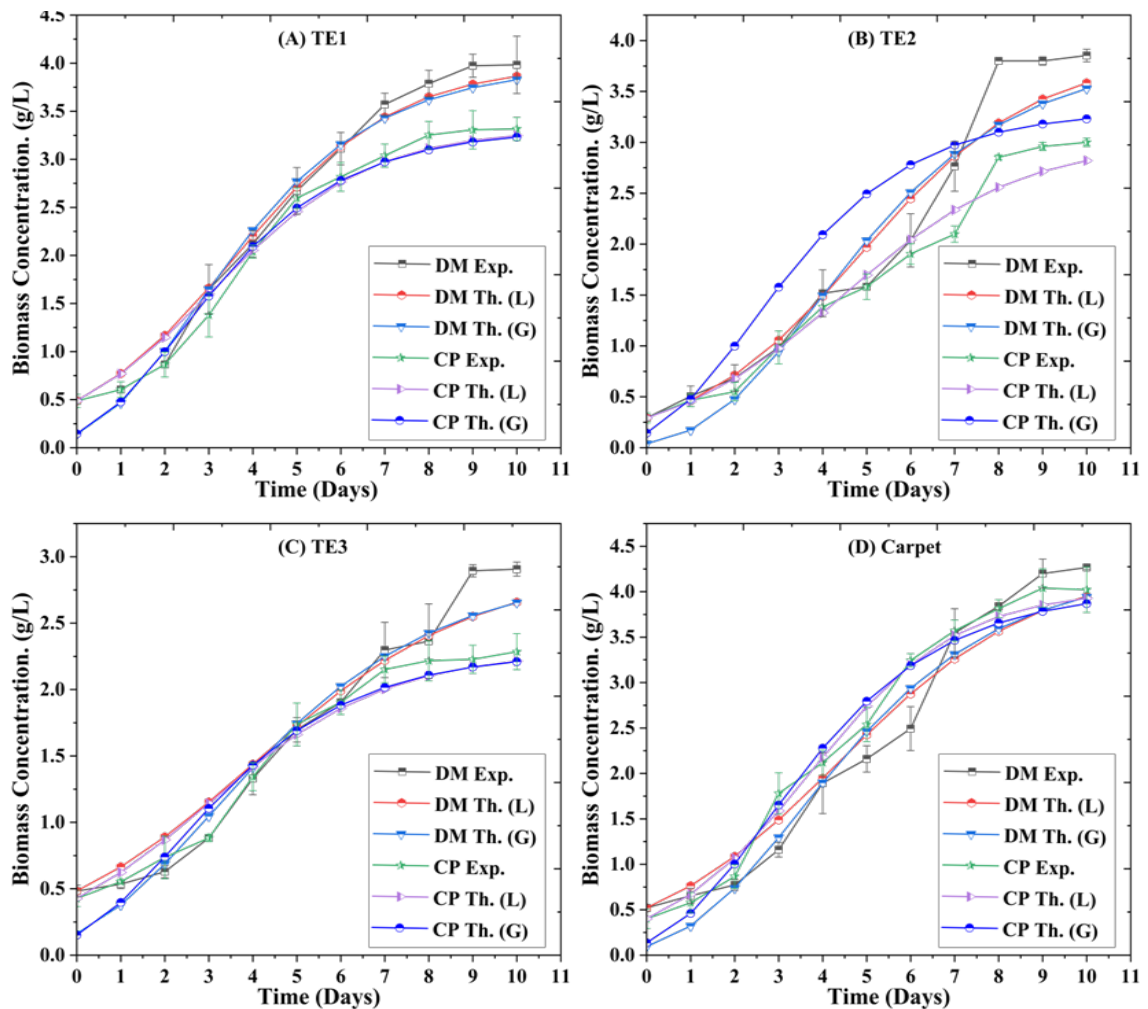 (A) TE1
Biomass Concentration. (g/L)
4.5
4.0
3.5
3.0
2.5
2.0
1.5
1.0
0.5
0.0
DM Exp.
DM Th. (L)
DM Th. (G)
CP Exp.
CP Th. (L)
CP Th. (G)
0 1 2 3 4 5 6 7 8 9 10 11
Time (Days)
(B) TE2
Biomass Concentration. (g/L)
4.0
3.5
3.0
2.5
2.0
1.5
1.0
0.5
0.0
DM Exp.
DM Th. (L)
DM Th. (G)
CP Exp.
CP Th. (L)
CP Th. (G)
0 1 2 3 4 5 6 7 8 9 10 11
Time (Days)
(C) TE3
Biomass Concentration. (g/L)
3.0
2.5
2.0
1.5
1.0
0.5
0.0
DM Exp.
DM Th. (L)
DM Th. (G)
CP Exp.
CP Th. (L)
CP Th. (G)
0 1 2 3 4 5 6 7 8 9 10 11
Time (Days)
(D) Carpet
Biomass Concentration. (g/L)
4.5
4.0
3.5
3.0
2.5
2.0
1.5
1.0
0.5
0.0
DM Exp.
DM Th. (L)
DM Th. (G)
CP Exp.
CP Th. (L)
CP Th. (G)
0 1 2 3 4 5 6 7 8 9 10 11
Time (Days)